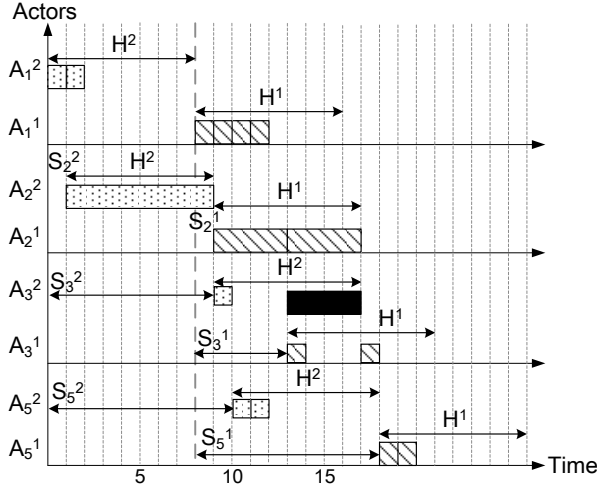 Actors
H²
A₁²
H¹
A₁¹
S₂² H²
A₂²
H¹
S₂¹
A₂¹
H²
S₃²
A₃²
H¹
S₃¹
A₃¹
H²
S₅²
A₅²
H¹
S₅¹
A₅¹
5 10 15 Time